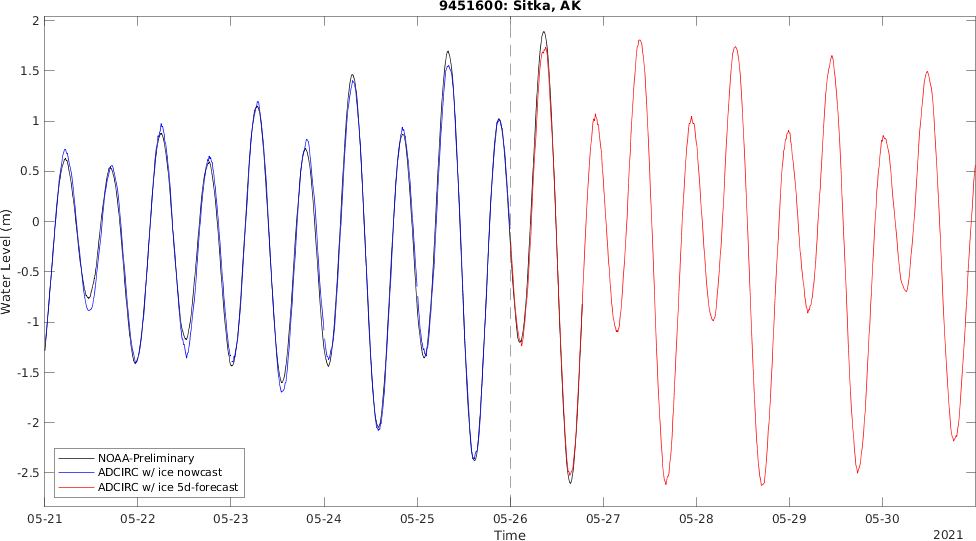 9451600: Sitka, AK
2
1.5
1
0.5
0
-0.5
-1
-1.5
-2
-2.5
Water Level (m)
NOAA-Preliminary
ADCIRC w/ ice nowcast
ADCIRC w/ ice 5d-forecast
05-21 05-22 05-23 05-24 05-25 05-26 05-27 05-28 05-29 05-30
Time
2021